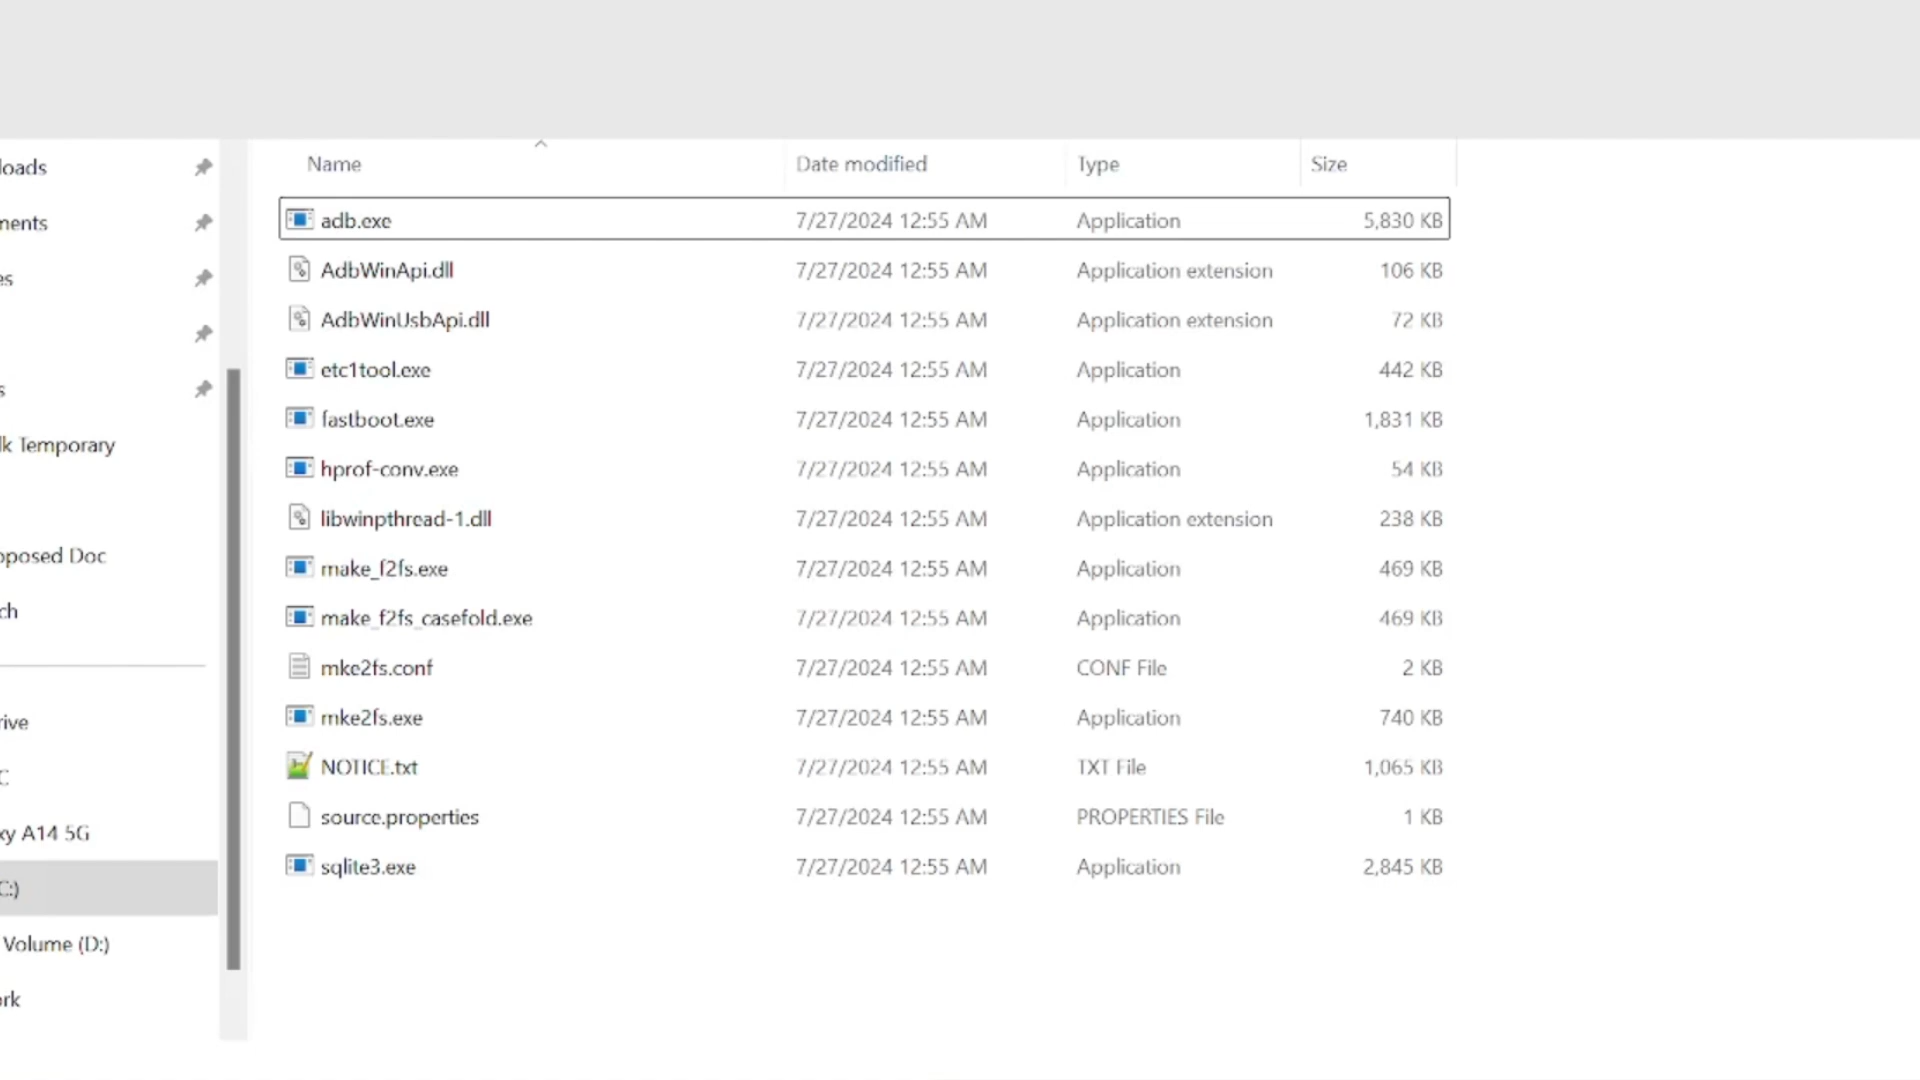 loads
ments
es
s
lk Temporary
oposed Doc
ch
rive
C
xy A14 5G
C:)
Volume (D:)
ork
Name Date modified Type Size
adb.exe 7/27/2024 12:55 AM Application 5,830 KB
AdbWinApi.dll 7/27/2024 12:55 AM Application extension 106 KB
AdbWinUsbApi.dll 7/27/2024 12:55 AM Application extension 72 KB
etc1tool.exe 7/27/2024 12:55 AM Application 442 KB
fastboot.exe 7/27/2024 12:55 AM Application 1,831 KB
hprof-conv.exe 7/27/2024 12:55 AM Application 54 KB
libwinpthread-1.dll 7/27/2024 12:55 AM Application extension 238 KB
make_f2fs.exe 7/27/2024 12:55 AM Application 469 KB
make_f2fs_casefold.exe 7/27/2024 12:55 AM Application 469 KB
mke2fs.conf 7/27/2024 12:55 AM CONF File 2 KB
mke2fs.exe 7/27/2024 12:55 AM Application 740 KB
NOTICE.txt 7/27/2024 12:55 AM TXT File 1,065 KB
source.properties 7/27/2024 12:55 AM PROPERTIES File 1 KB
sqlite3.exe 7/27/2024 12:55 AM Application 2,845 KB